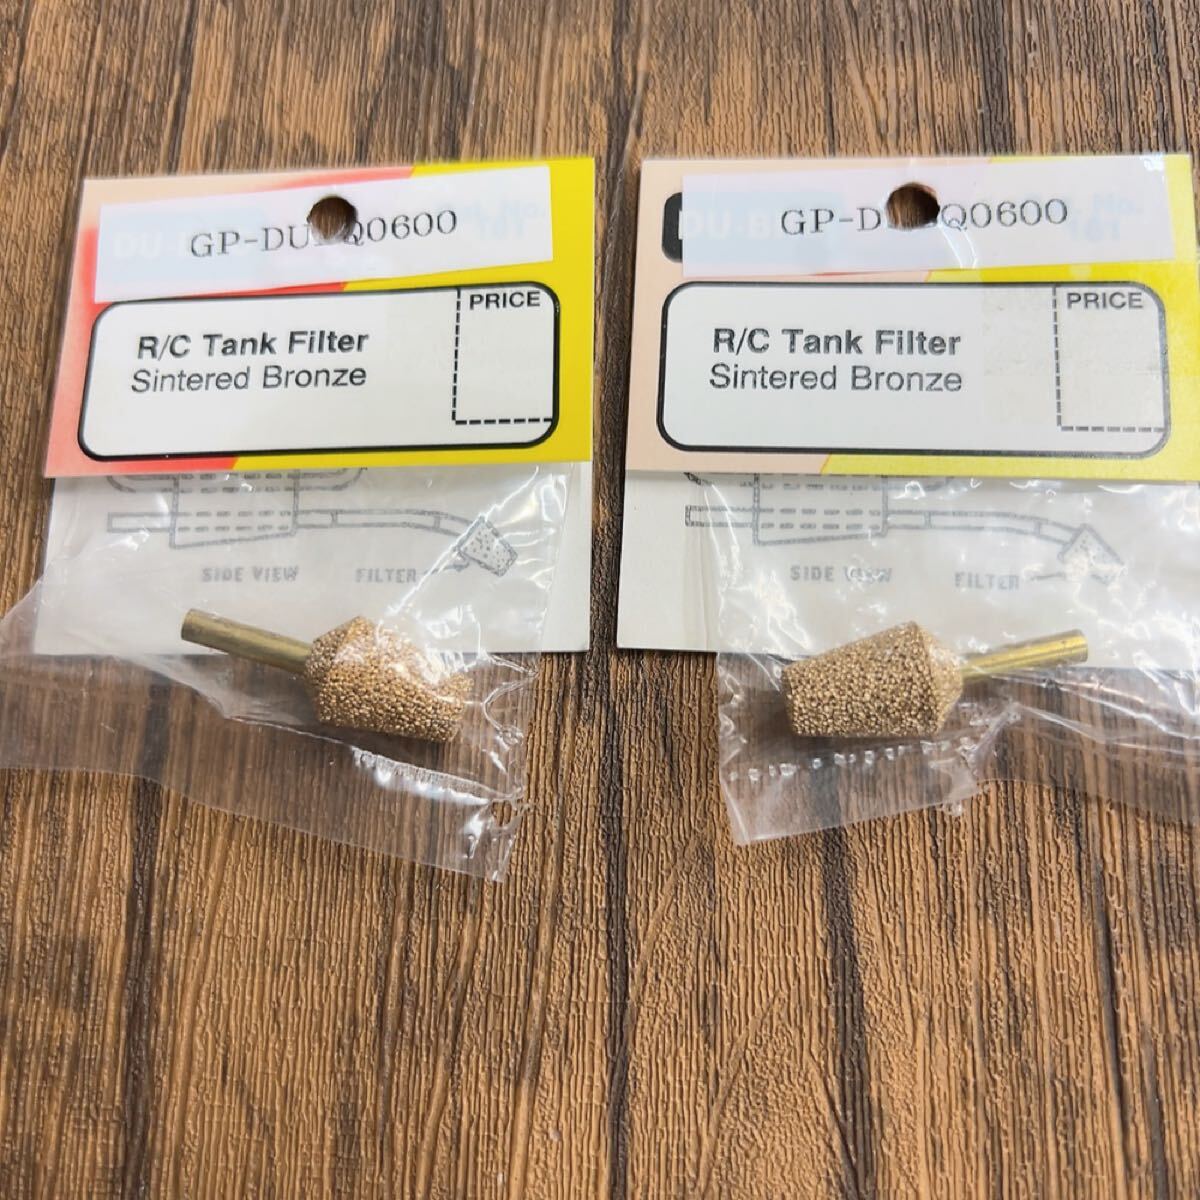 GP-DU Q0600
PRICE
R/C Tank Filter
Sintered Bronze
SIDE VIEW
FILTER
GP-D Q0600
PRICE
R/C Tank Filter
Sintered Bronze
SIDE VIEW
FILTER